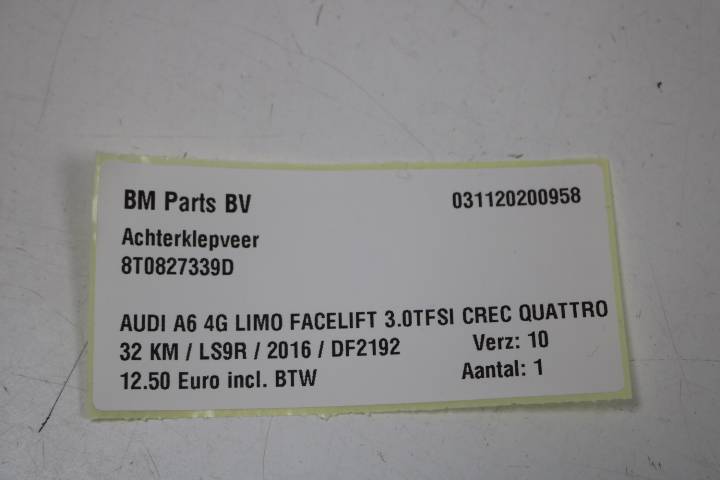 BM Parts BV 031120200958
Achterklepveer
8T0827339D
AUDI A6 4G LIMO FACELIFT 3.0TFSI CREC QUATTRO
32 KM / LS9R / 2016 / DF2192 Verz: 10
12.50 Euro incl. BTW Aantal: 1